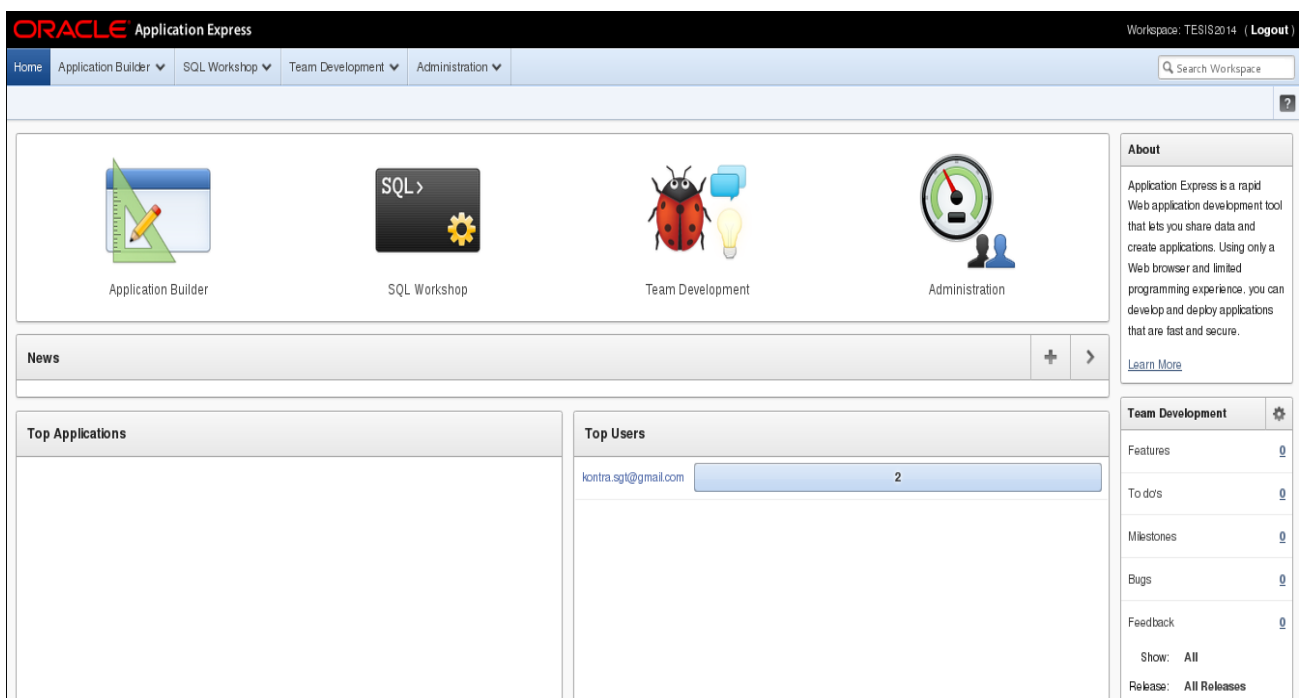 ORACLE Application Express
Workspace: TESIS2014 ( Logout )
Home Application Builder SQL Workshop Team Development Administration
Search Workspace
?
SQL>
Application Builder
SQL Workshop
Team Development
Administration
News
Top Applications
Top Users
kontra.sgt@gmail.com 2
About
Application Express is a rapid
Web application development tool
that lets you share data and
create applications. Using only a
Web browser and limited
programming experience, you can
develop and deploy applications
that are fast and secure.
Learn More
Team Development
Features 0
To do's 0
Milestones 0
Bugs 0
Feedback 0
Show: All
Release: All Releases